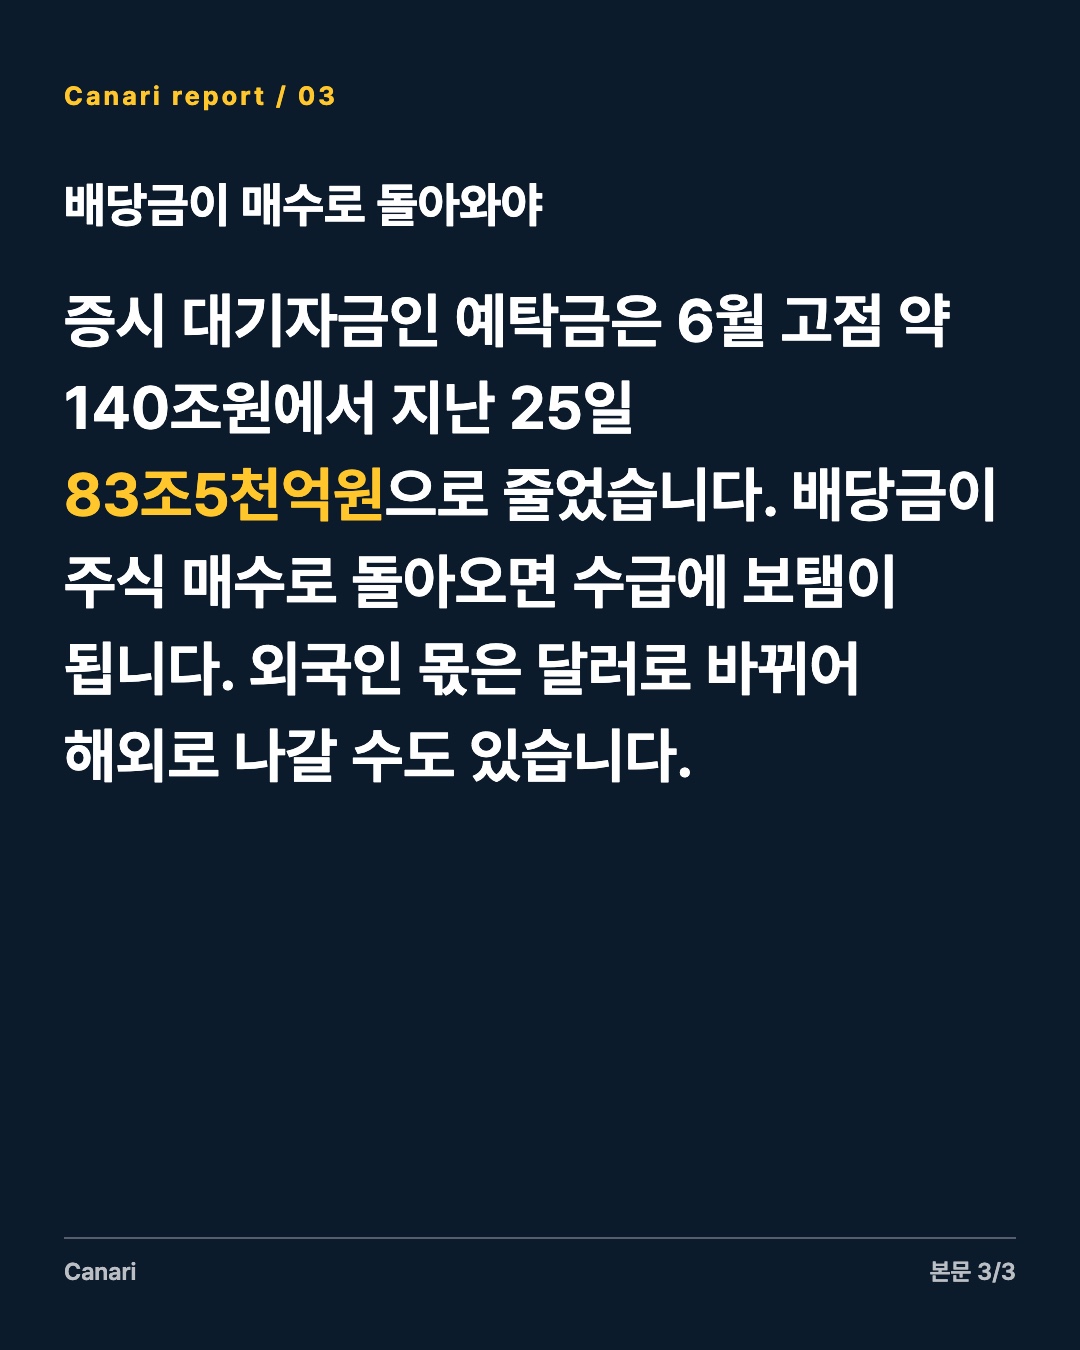 Canari report / 03
배당금이 매수로 돌아와야
증시 대기자금인 예탁금은 6월 고점 약
140조원에서 지난 25일
83조5천억원으로 줄었습니다. 배당금이
주식 매수로 돌아오면 수급에 보탬이
됩니다. 외국인 몫은 달러로 바뀌어
해외로 나갈 수도 있습니다.
Canari
본문 3/3